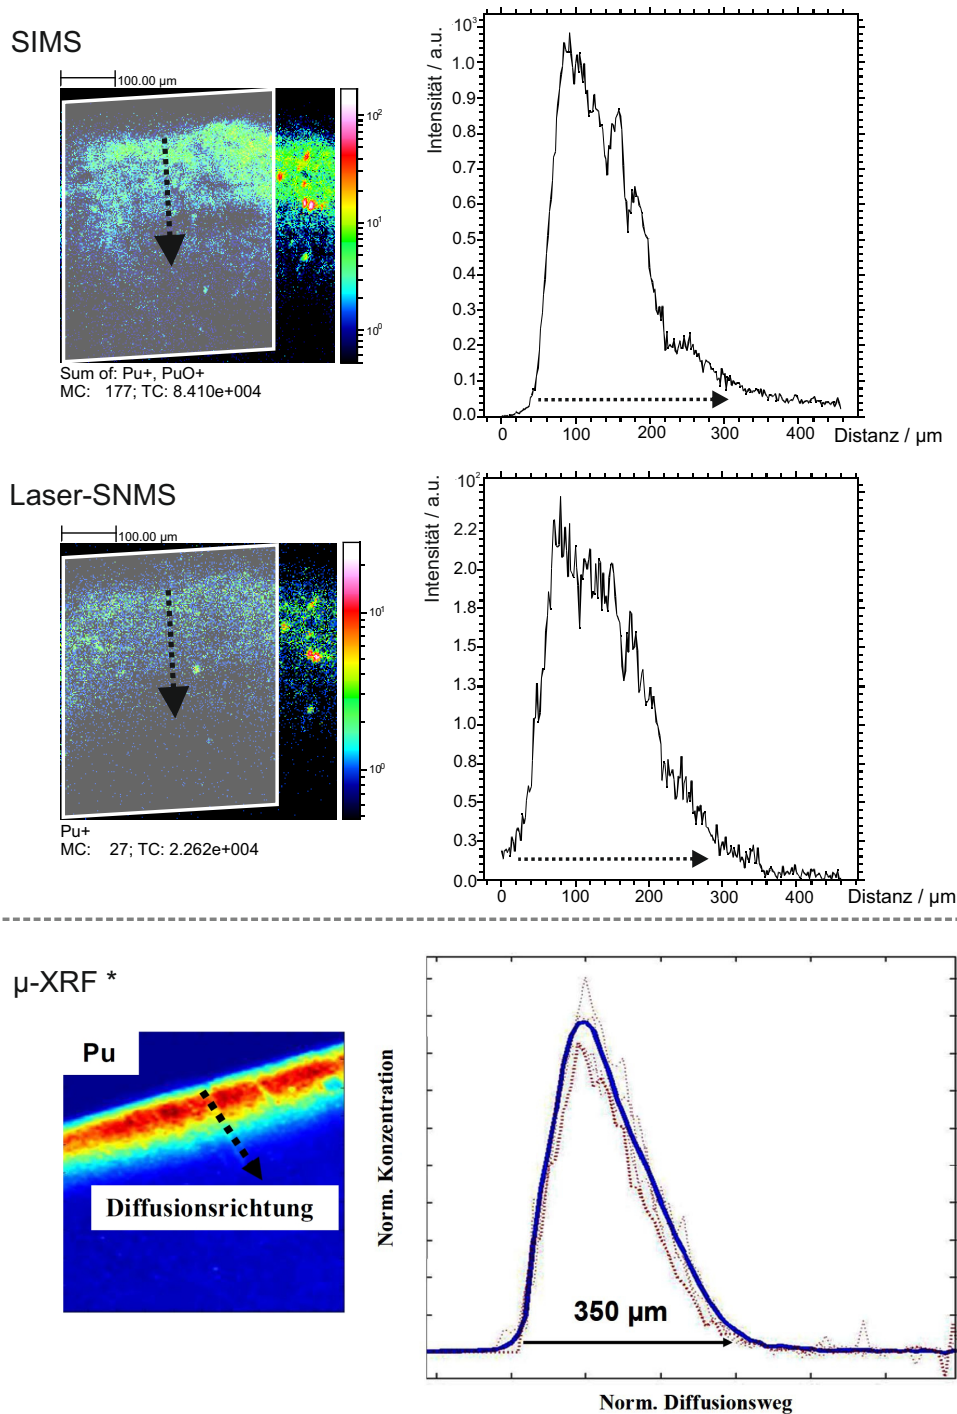 SIMS
100.00 µm
10²
10¹
10⁰
Sum of: Pu+, PuO+
MC: 177; TC: 8.410e+004
Intensität / a.u.
10³
1.0
0.9
0.8
0.6
0.5
0.4
0.3
0.2
0.1
0.0
0 100 200 300 400 Distanz / µm
Laser-SNMS
100.00 µm
10¹
10⁰
Pu+
MC: 27; TC: 2.262e+004
Intensität / a.u.
10²
2.2
2.0
1.8
1.5
1.3
1.0
0.8
0.5
0.3
0.0
0 100 200 300 400 Distanz / µm
µ-XRF *
Pu
Diffusionsrichtung
Norm. Konzentration
350 µm
Norm. Diffusionsweg